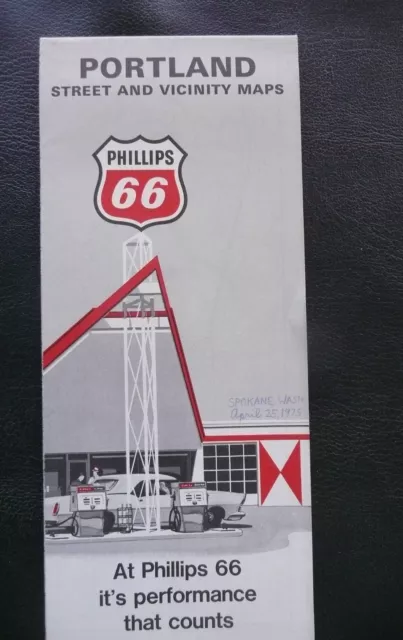 PORTLAND
STREET AND VICINITY MAPS
PHILLIPS
66
SPOKANE, WASH
April 25, 1975
At Phillips 66
it's performance
that counts